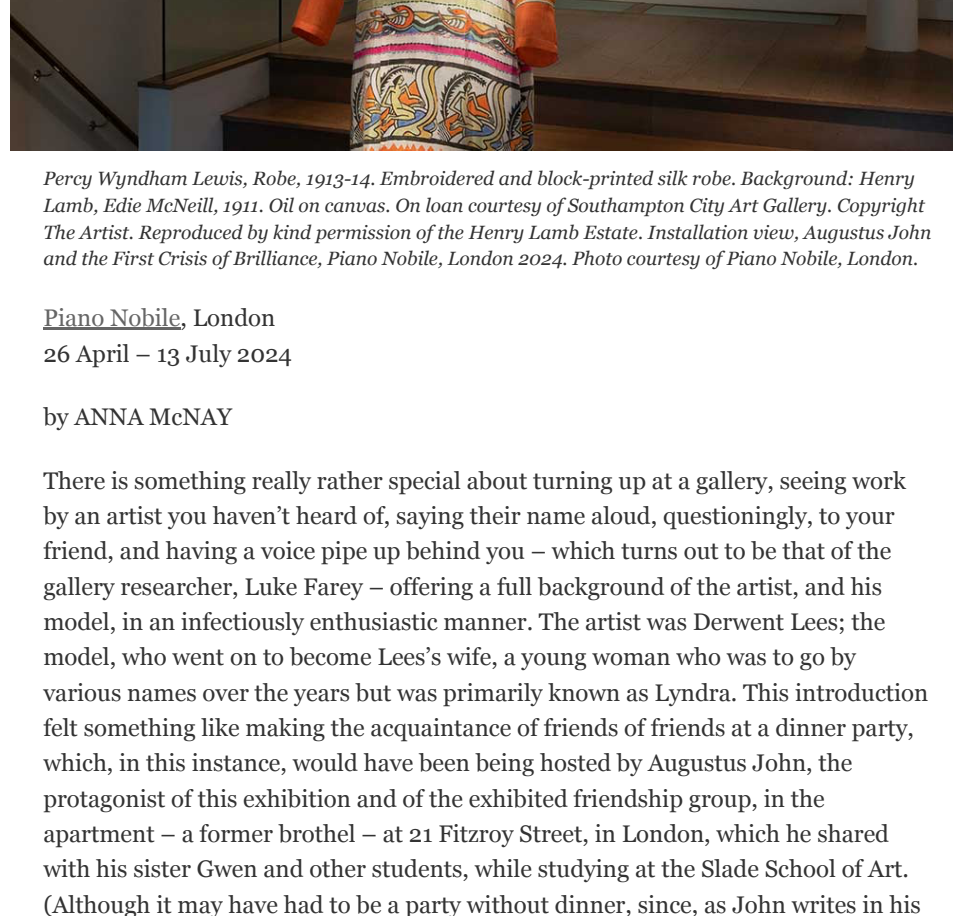 Percy Wyndham Lewis, Robe, 1913-14. Embroidered and block-printed silk robe. Background: Henry
Lamb, Edie McNeill, 1911. Oil on canvas. On loan courtesy of Southampton City Art Gallery. Copyright
The Artist. Reproduced by kind permission of the Henry Lamb Estate. Installation view, Augustus John
and the First Crisis of Brilliance, Piano Nobile, London 2024. Photo courtesy of Piano Nobile, London.
Piano Nobile, London
26 April – 13 July 2024
by ANNA McNAY
There is something really rather special about turning up at a gallery, seeing work
by an artist you haven’t heard of, saying their name aloud, questioningly, to your
friend, and having a voice pipe up behind you – which turns out to be that of the
gallery researcher, Luke Farey – offering a full background of the artist, and his
model, in an infectiously enthusiastic manner. The artist was Derwent Lees; the
model, who went on to become Lees’s wife, a young woman who was to go by
various names over the years but was primarily known as Lyndra. This introduction
felt something like making the acquaintance of friends of friends at a dinner party,
which, in this instance, would have been being hosted by Augustus John, the
protagonist of this exhibition and of the exhibited friendship group, in the
apartment – a former brothel – at 21 Fitzroy Street, in London, which he shared
with his sister Gwen and other students, while studying at the Slade School of Art.
(Although it may have had to be a party without dinner, since, as John writes in his